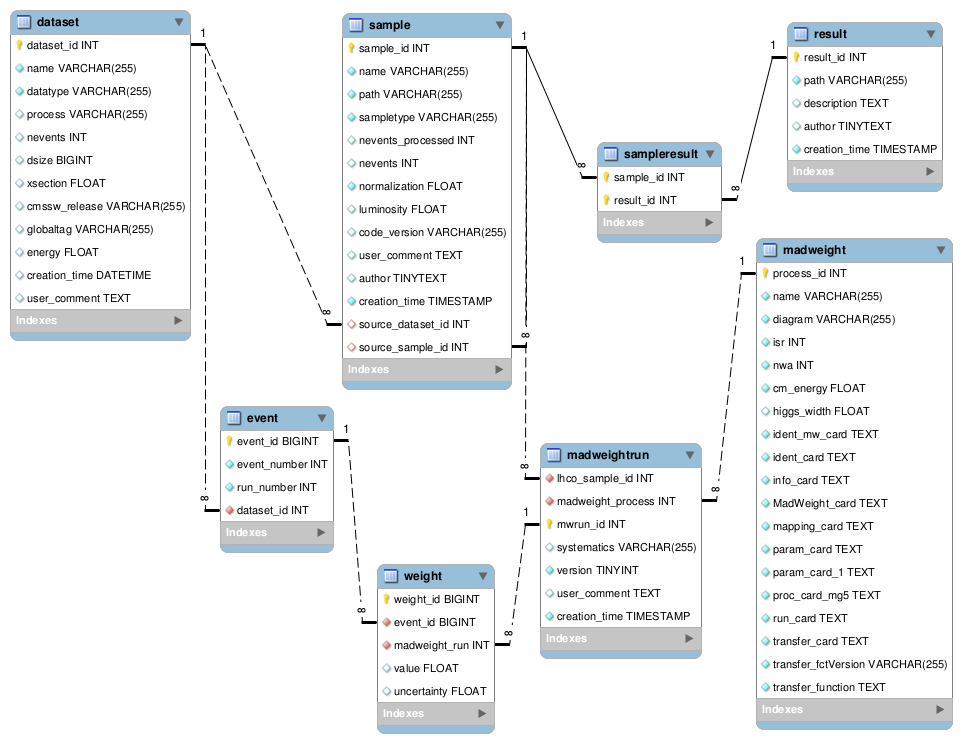 dataset
dataset_id INT
name VARCHAR(255)
datatype VARCHAR(255)
process VARCHAR(255)
nevents INT
dsize BIGINT
xsection FLOAT
cmssw_release VARCHAR(255)
globaltag VARCHAR(255)
energy FLOAT
creation_time DATETIME
user_comment TEXT
Indexes
1
∞
∞
sample
sample_id INT
name VARCHAR(255)
path VARCHAR(255)
sampletype VARCHAR(255)
nevents_processed INT
nevents INT
normalization FLOAT
luminosity FLOAT
code_version VARCHAR(255)
user_comment TEXT
author TINYTEXT
creation_time TIMESTAMP
source_dataset_id INT
source_sample_id INT
Indexes
1
∞
∞
∞
sampleresult
sample_id INT
result_id INT
Indexes
∞
1
result
result_id INT
path VARCHAR(255)
description TEXT
author TINYTEXT
creation_time TIMESTAMP
Indexes
event
event_id BIGINT
event_number INT
run_number INT
dataset_id INT
Indexes
1
∞
weight
weight_id BIGINT
event_id BIGINT
madweight_run INT
value FLOAT
uncertainty FLOAT
Indexes
∞
1
madweightrun
lhco_sample_id INT
madweight_process INT
mwrun_id INT
systematics VARCHAR(255)
version TINYINT
user_comment TEXT
creation_time TIMESTAMP
Indexes
∞
1
madweight
process_id INT
name VARCHAR(255)
diagram VARCHAR(255)
isr INT
nwa INT
cm_energy FLOAT
higgs_width FLOAT
ident_mw_card TEXT
ident_card TEXT
info_card TEXT
MadWeight_card TEXT
mapping_card TEXT
param_card TEXT
param_card_1 TEXT
proc_card_mg5 TEXT
run_card TEXT
transfer_card TEXT
transfer_fctVersion VARCHAR(255)
transfer_function TEXT
Indexes